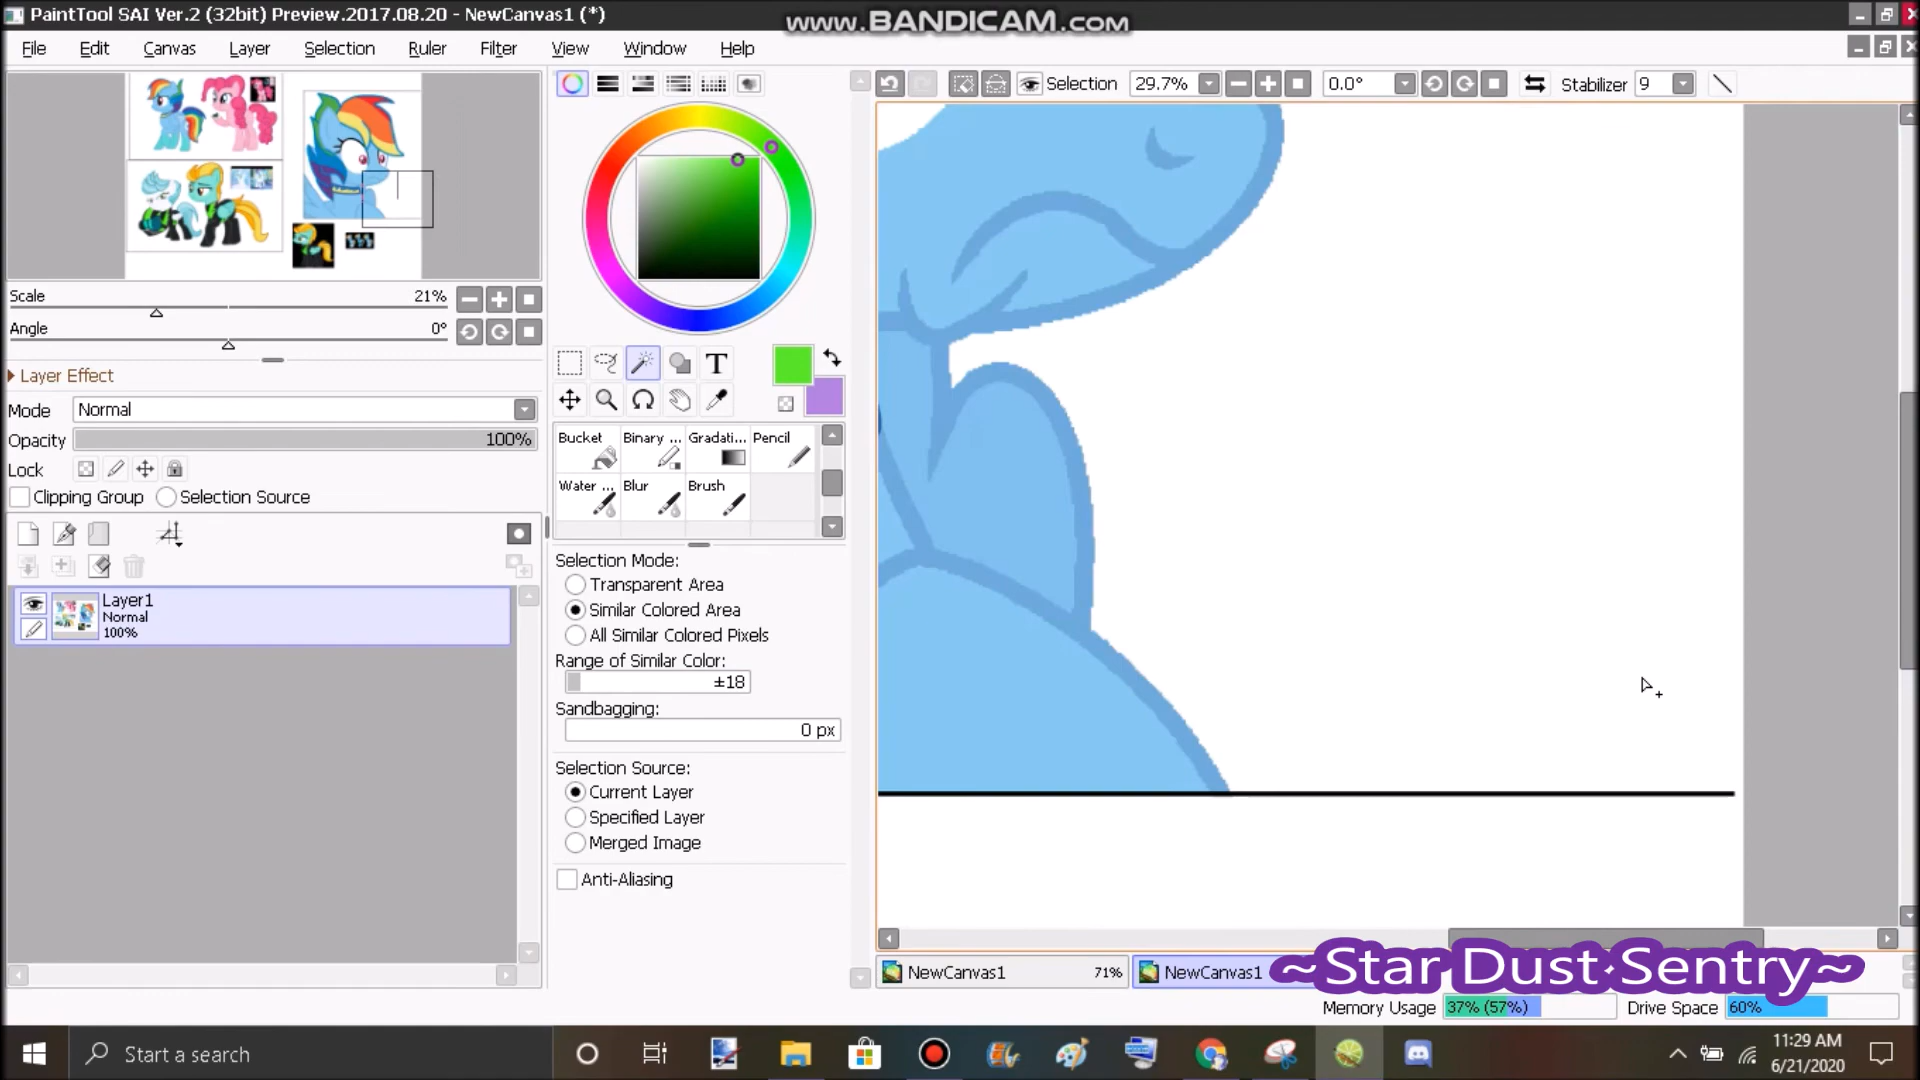 PaintTool SAI Ver.2 (32bit) Preview.2017.08.20 - NewCanvas1 (*)
www.BANDICAM.com
File Edit Canvas Layer Selection Ruler Filter View Window Help
Selection 29.7% 0.0° Stabilizer 9
Scale 21%
Angle 0°
Layer Effect
Mode Normal
Opacity 100%
Lock
Clipping Group Selection Source
Layer1
Normal
100%
T
Bucket Binary ... Gradati... Pencil
Water ... Blur Brush
Selection Mode:
Transparent Area
Similar Colored Area
All Similar Colored Pixels
Range of Similar Color:
±18
Sandbagging:
0 px
Selection Source:
Current Layer
Specified Layer
Merged Image
Anti-Aliasing
NewCanvas1 71% NewCanvas1
~Star Dust Sentry~
Memory Usage 37% (57%) Drive Space 60%
Start a search
11:29 AM
6/21/2020